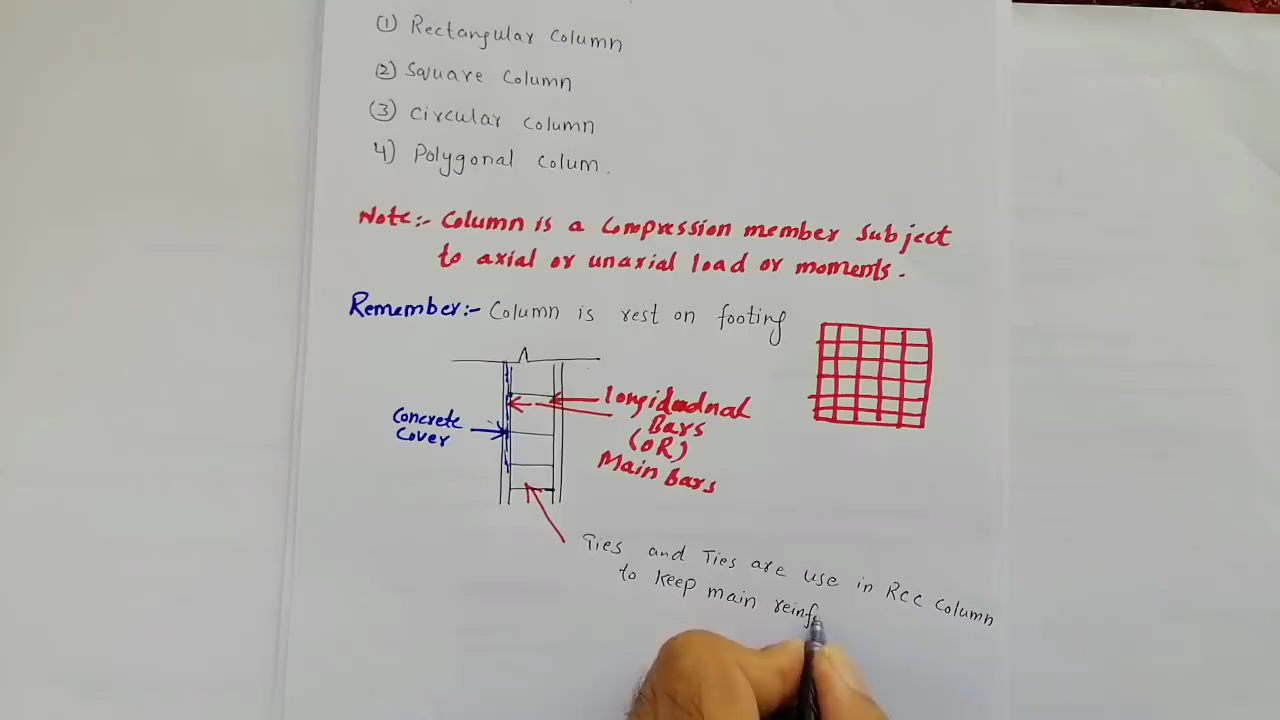 ① Rectangular Column
② Square Column
③ Circular Column
4) Polygonal Colum.
Note:- Column is a Compression member Subject
to axial or unaxial load or moments.
Remember:- Column is rest on footing
Concrete
Cover
Longidudnal
Bars
(OR)
Main Bars
Ties and Ties are use in RCC Column
to keep main reinf